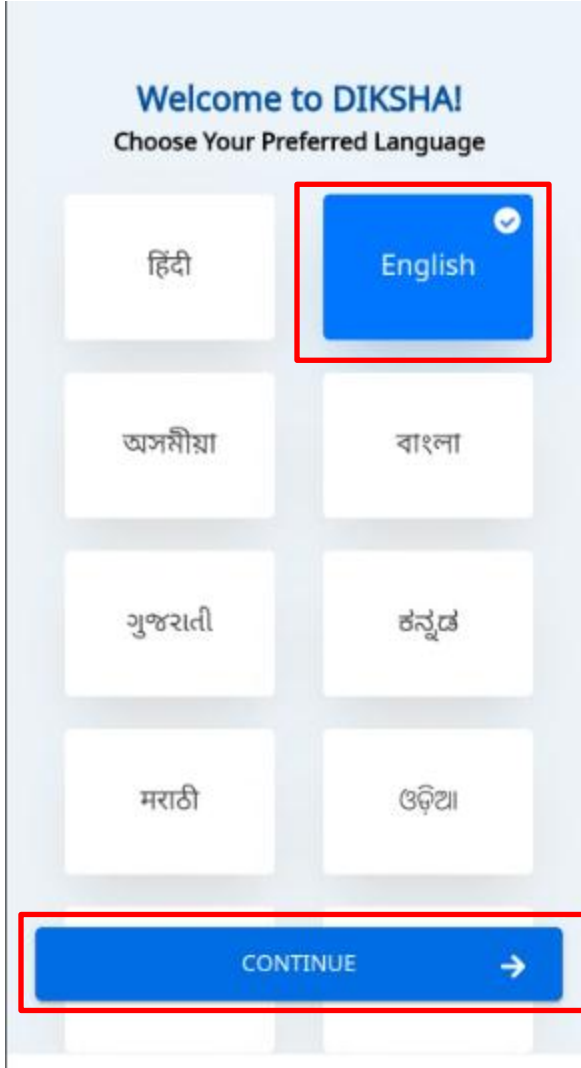 Welcome to DIKSHA!
Choose Your Preferred Language
हिंदी
English
অসমীয়া
বাংলা
ગુજરાતી
ಕನ್ನಡ
मराठी
ଓଡ଼ିଆ
CONTINUE